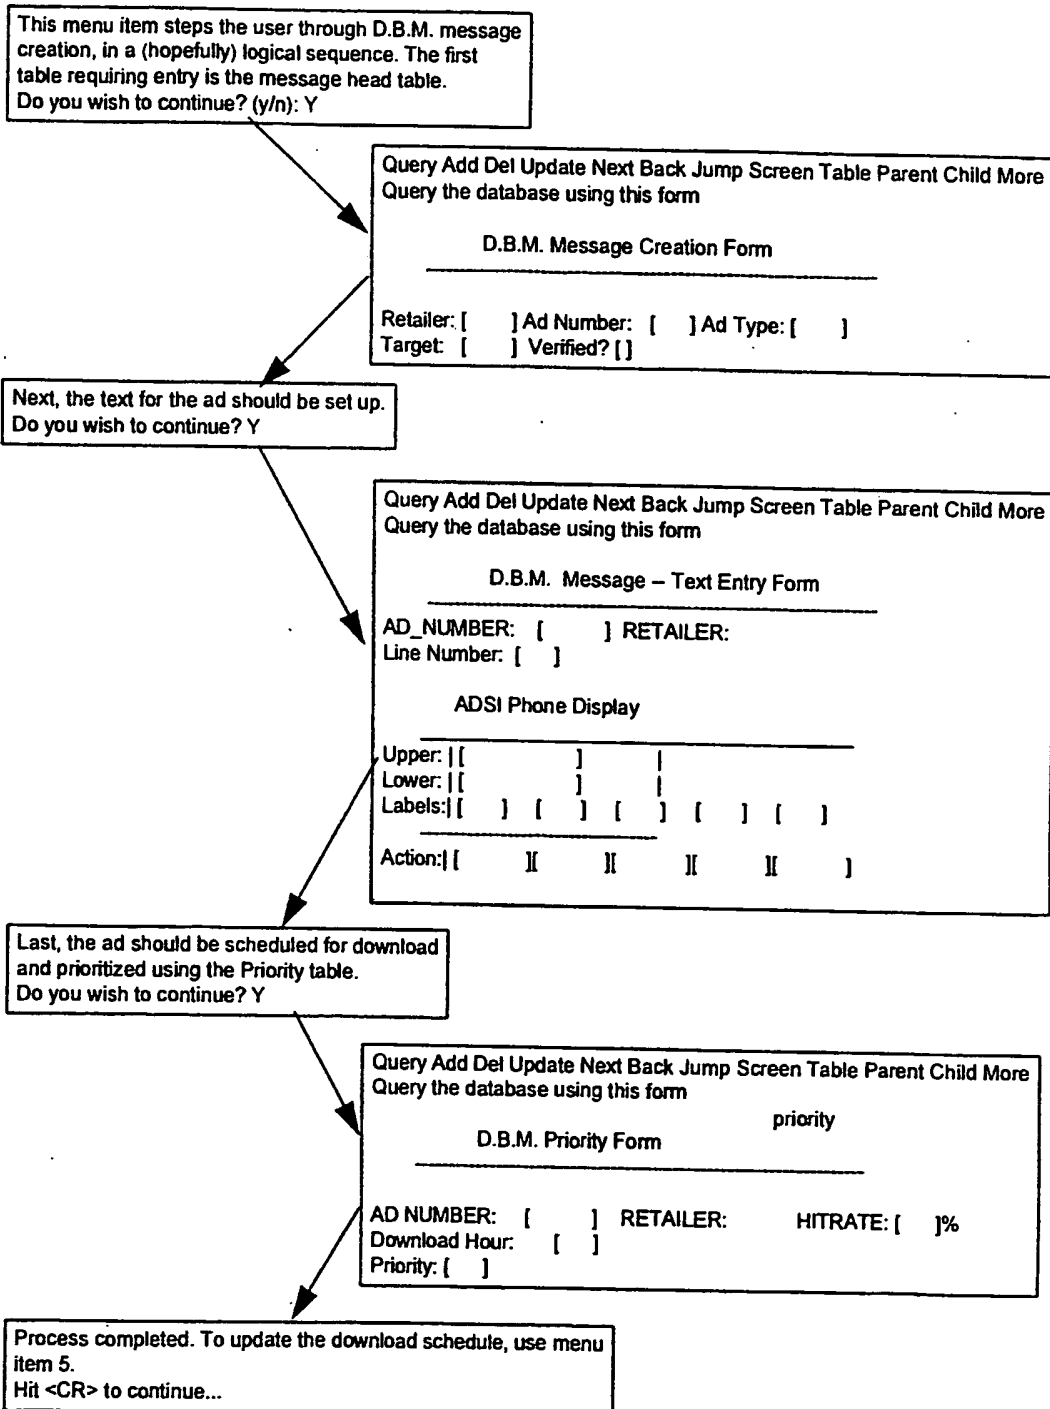 This menu item steps the user through D.B.M. message
creation, in a (hopefully) logical sequence. The first
table requiring entry is the message head table.
Do you wish to continue? (y/n): Y
Query Add Del Update Next Back Jump Screen Table Parent Child More
Query the database using this form
D.B.M. Message Creation Form
Retailer: [ ] Ad Number: [ ] Ad Type: [ ]
Target: [ ] Verified? [ ]
Next, the text for the ad should be set up.
Do you wish to continue? Y
Query Add Del Update Next Back Jump Screen Table Parent Child More
Query the database using this form
D.B.M. Message – Text Entry Form
AD_NUMBER: [ ] RETAILER:
Line Number: [ ]
ADSI Phone Display
Upper: | [ ] |
Lower: | [ ] |
Labels:| [ ] [ ] [ ] [ ] [ ]
Action:| [ ][ ][ ][ ][ ]
Last, the ad should be scheduled for download
and prioritized using the Priority table.
Do you wish to continue? Y
Query Add Del Update Next Back Jump Screen Table Parent Child More
Query the database using this form
priority
D.B.M. Priority Form
AD NUMBER: [ ] RETAILER: HITRATE: [ ]%
Download Hour: [ ]
Priority: [ ]
Process completed. To update the download schedule, use menu
item 5.
Hit <CR> to continue...